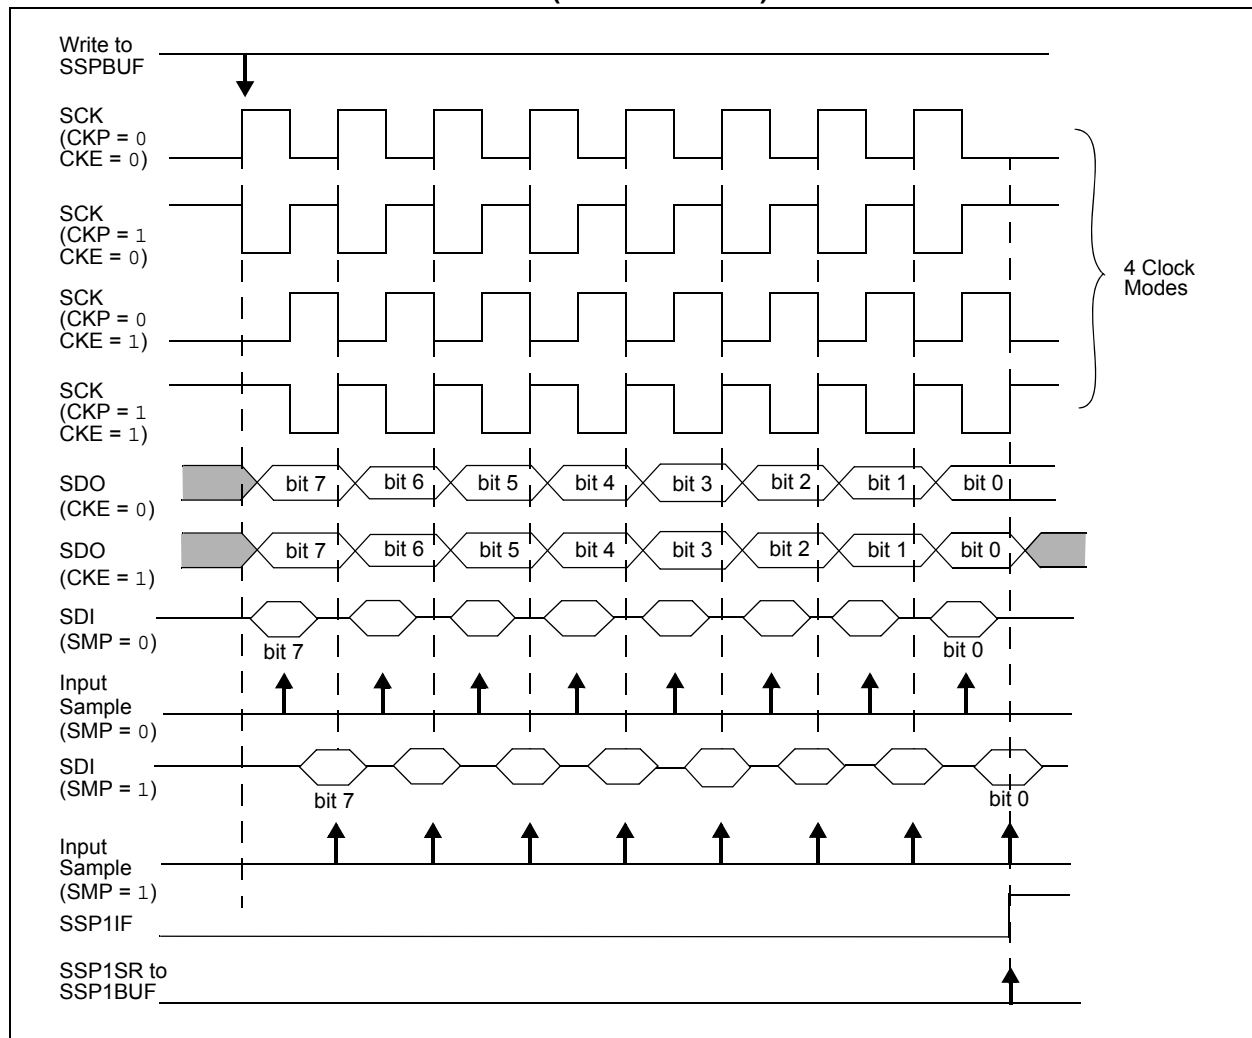 Write to
SSPBUF
SCK
(CKP = 0
CKE = 0)
SCK
(CKP = 1
CKE = 0)
4 Clock
Modes
SCK
(CKP = 0
CKE = 1)
SCK
(CKP = 1
CKE = 1)
SDO
(CKE = 0)
bit 7 bit 6 bit 5 bit 4 bit 3 bit 2 bit 1 bit 0
SDO
(CKE = 1)
bit 7 bit 6 bit 5 bit 4 bit 3 bit 2 bit 1 bit 0
SDI
(SMP = 0)
bit 7 bit 0
Input
Sample
(SMP = 0)
SDI
(SMP = 1)
bit 7 bit 0
Input
Sample
(SMP = 1)
SSP1IF
SSP1SR to
SSP1BUF